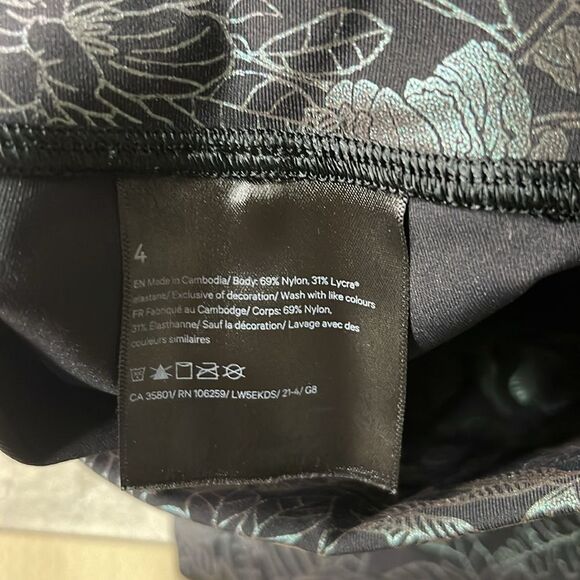 4
EN Made in Cambodia/ Body: 69% Nylon, 31% Lycra®
elastane/ Exclusive of decoration/ Wash with like colours
FR Fabriqué au Cambodge/ Corps: 69% Nylon,
31% Élasthanne/ Sauf la décoration/ Lavage avec des
couleurs similaires
CA 35801/ RN 106259/ LW5EKDS/ 21-4/ G8